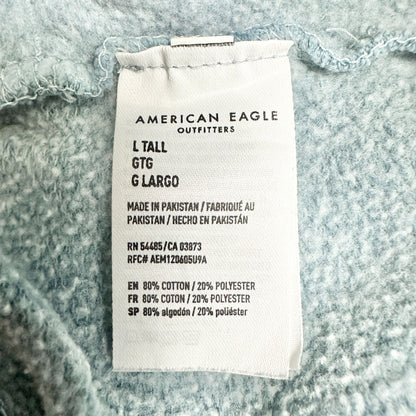 AMERICAN EAGLE
OUTFITTERS
L TALL
GTG
G LARGO
MADE IN PAKISTAN / FABRIQUÉ AU
PAKISTAN / HECHO EN PAKISTÁN
RN 54485/CA 03873
RFC# AEM120605U9A
EN 80% COTTON / 20% POLYESTER
FR 80% COTON / 20% POLYESTER
SP 80% algodón / 20% poliéster